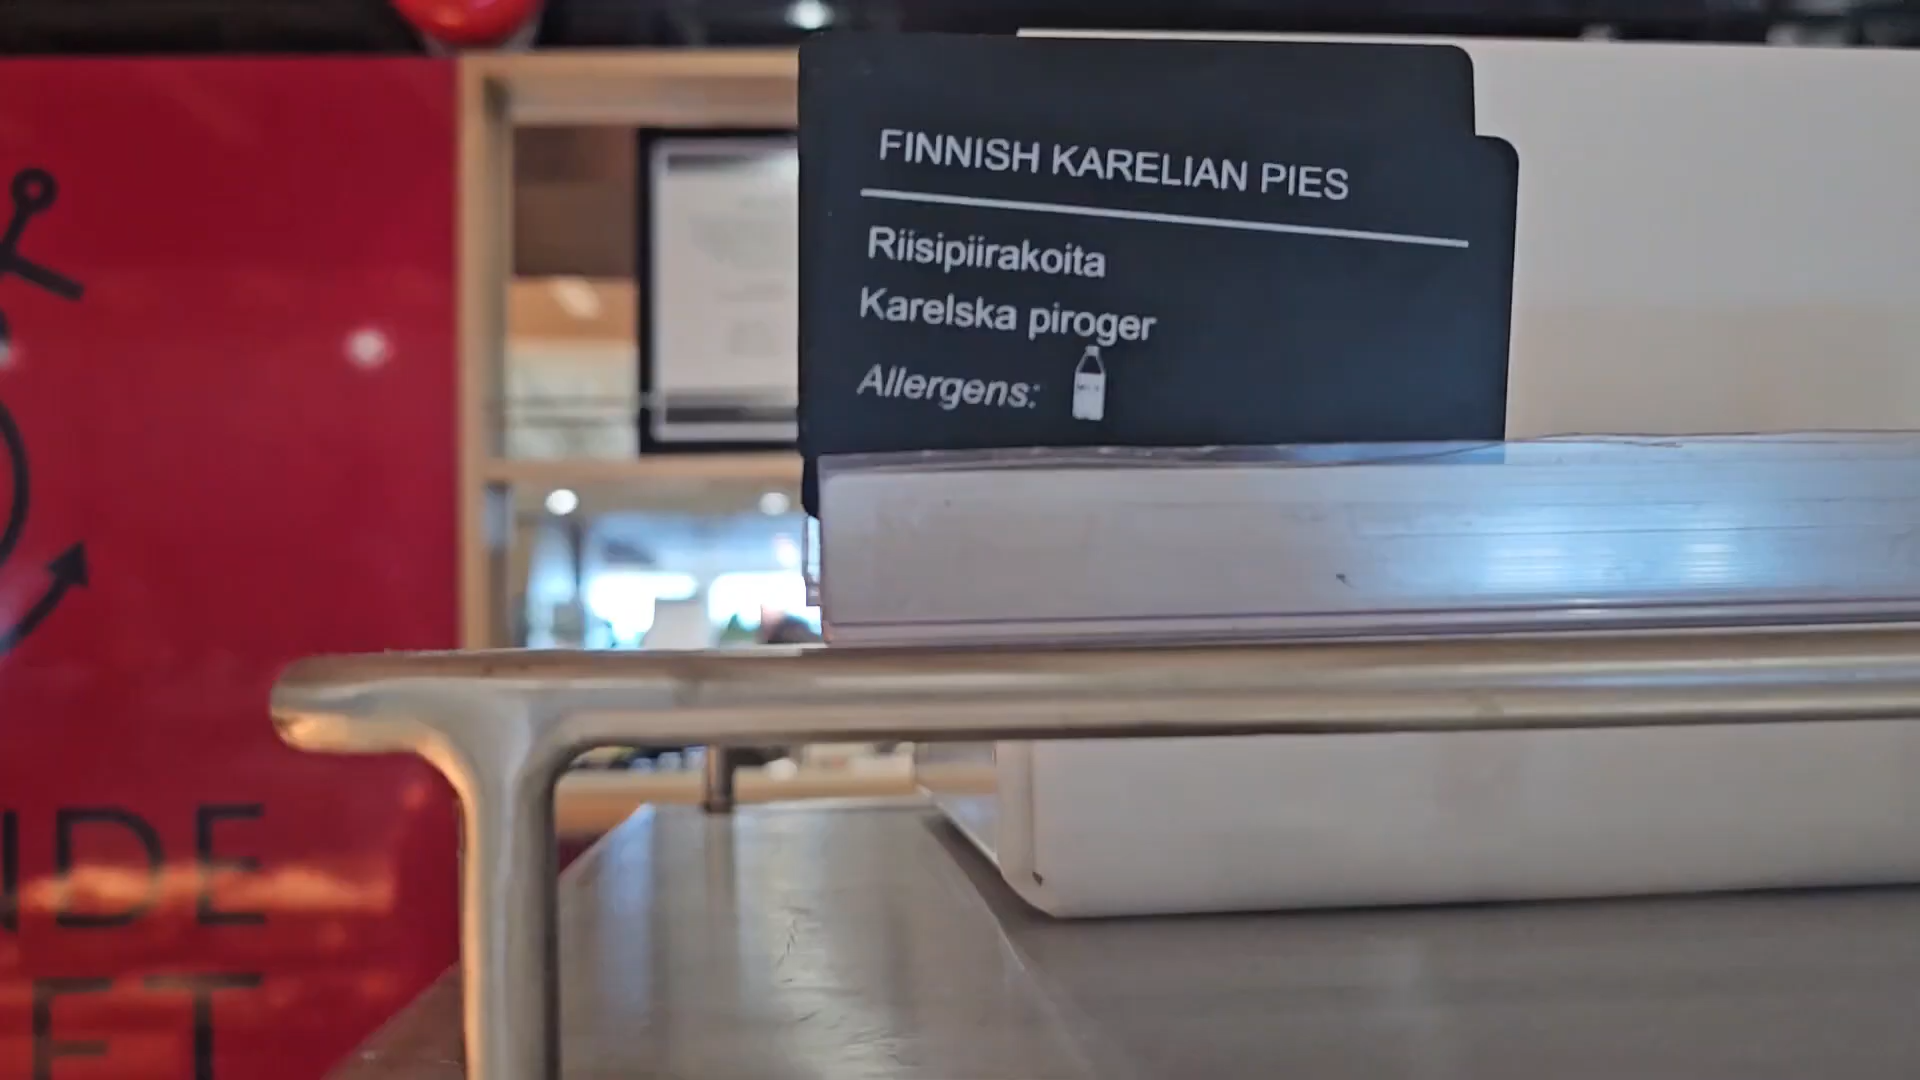 FINNISH KARELIAN PIES
Riisipiirakoita
Karelska piroger
Allergens: